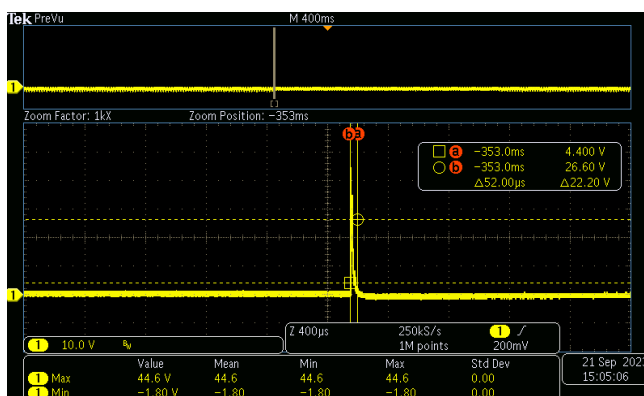 Tek PreVu M 400ms
1
Zoom Factor: 1kX Zoom Position: -353ms
b a
a -353.0ms 4.400 V
b -353.0ms 26.60 V
Δ52.00µs Δ22.20 V
1
Z 400µs 250kS/s 1
1M points 200mV
1 10.0 V
Value Mean Min Max Std Dev
1 Max 44.6 V 44.6 44.6 44.6 0.00
1 Min -1.80 V -1.80 -1.80 -1.80 0.00
21 Sep
15:05:06